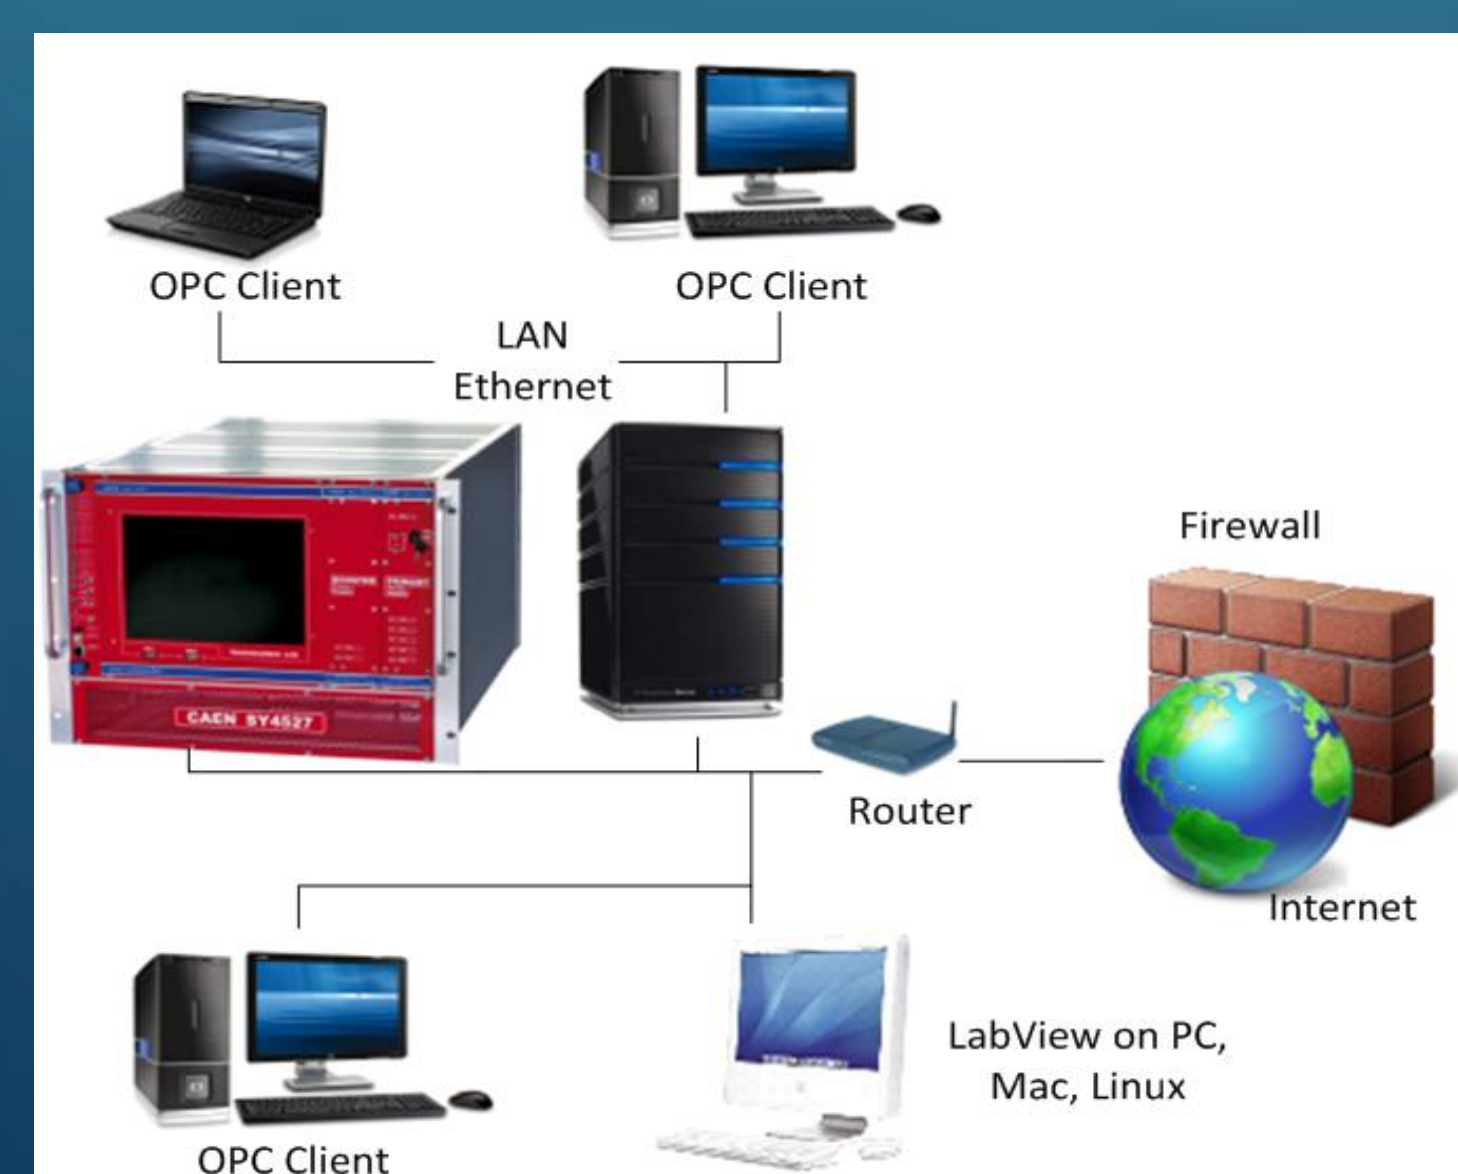 OPC Client
OPC Client
LAN
Ethernet
Firewall
CAEN SY4527
Router
Internet
LabView on PC,
Mac, Linux
OPC Client